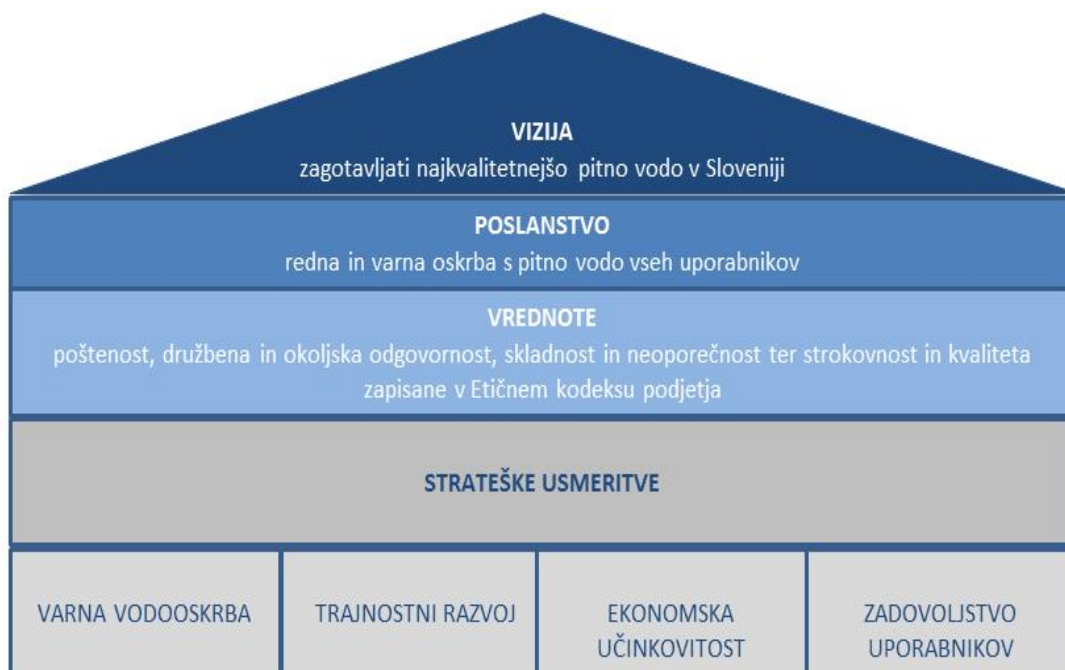 VIZIJA
zagotavljati najkvalitetnejšo pitno vodo v Sloveniji
POSLANSTVO
redna in varna oskrba s pitno vodo vseh uporabnikov
VREDNOTE
poštenost, družbena in okoljska odgovornost, skladnost in neoporečnost ter strokovnost in kvaliteta
zapisane v Etičnem kodeksu podjetja
STRATEŠKE USMERITVE
VARNA VODOOSKRBA
TRAJNOSTNI RAZVOJ
EKONOMSKA
UČINKOVITOST
ZADOVOLJSTVO
UPORABNIKOV